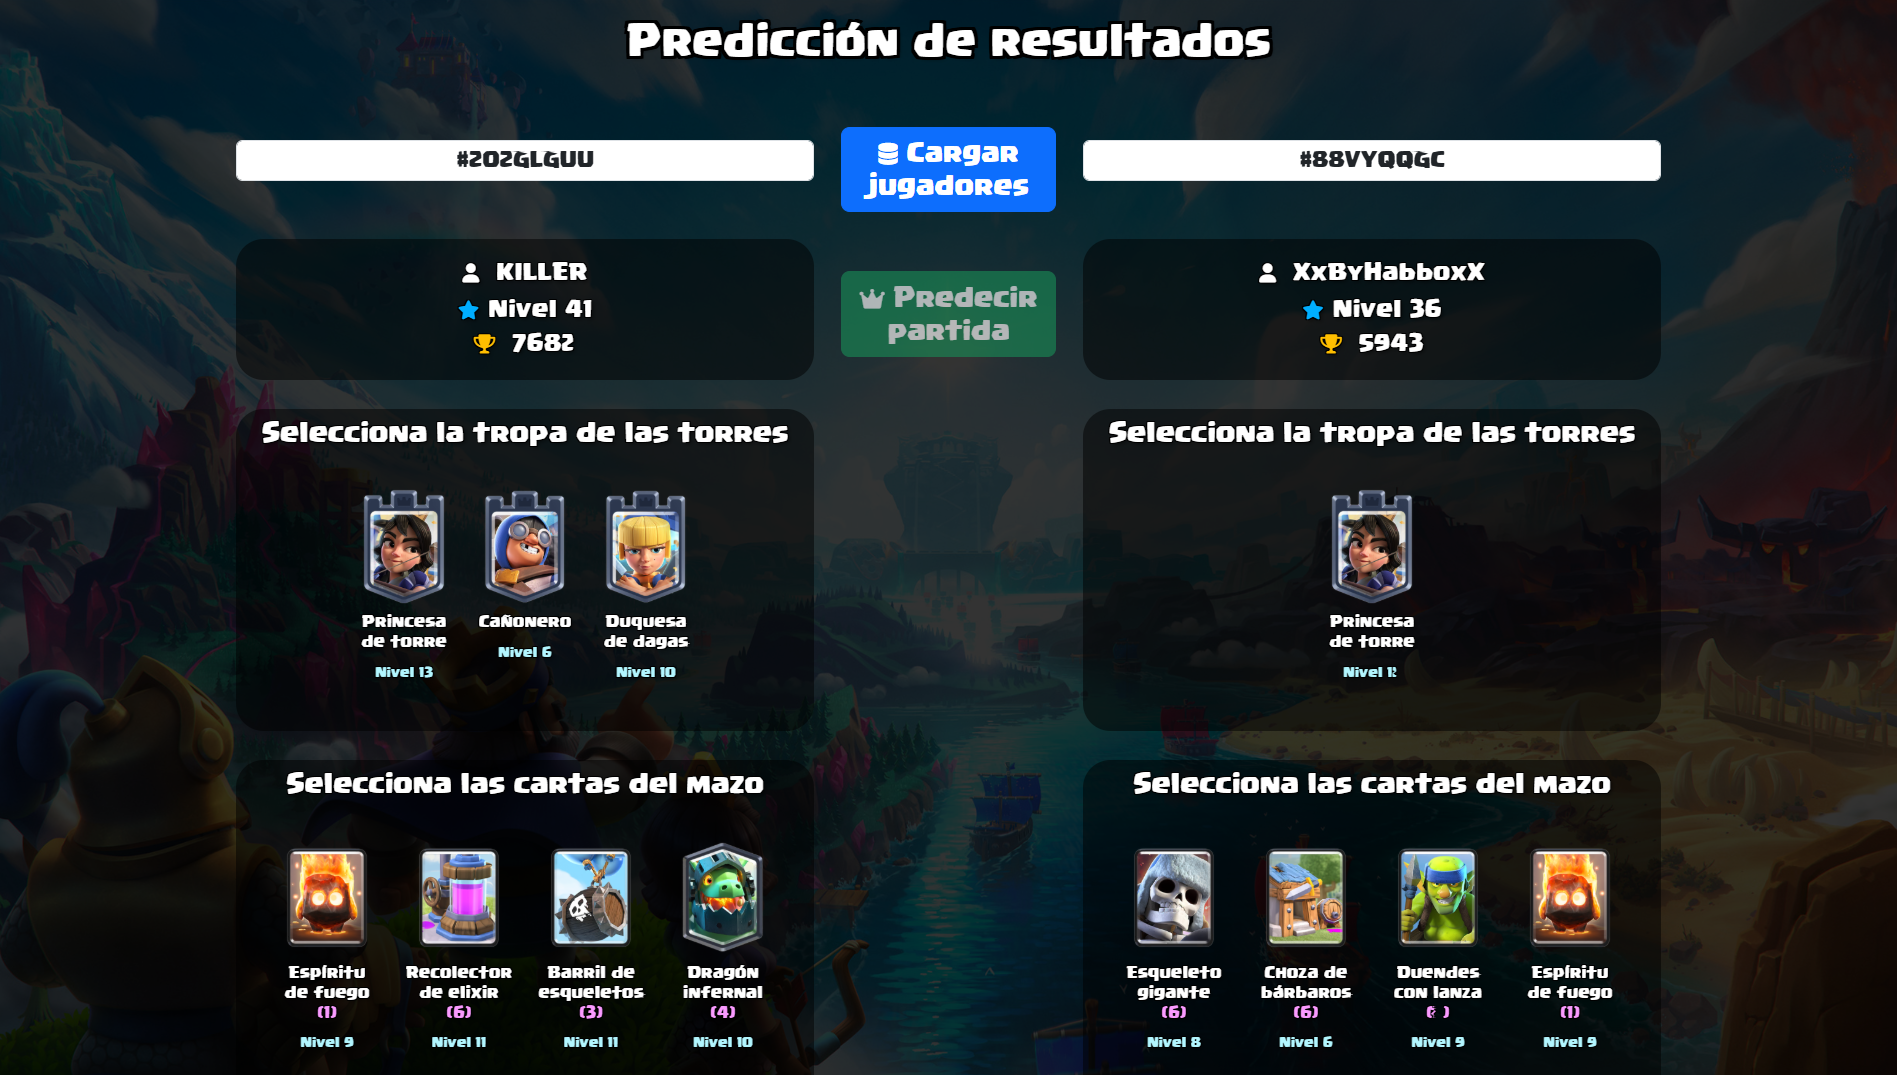 Predicción de resultados
#202GLGUU
Cargar
jugadores
#88VYQQGC
KILLER
Nivel 41
7682
Predecir
partida
XxByHabboxX
Nivel 36
5943
Selecciona la tropa de las torres
Princesa
de torre
Nivel 13
Cañonero
Nivel 6
Duquesa
de dagas
Nivel 10
Selecciona la tropa de las torres
Princesa
de torre
Nivel
Selecciona las cartas del mazo
Espíritu
de fuego
(1)
Nivel 9
Recolector
de elixir
(6)
Nivel 11
Barril de
esqueletos
(3)
Nivel 11
Dragón
infernal
(4)
Nivel 10
Selecciona las cartas del mazo
Esqueleto
gigante
(6)
Nivel 8
Choza de
bárbaros
(6)
Nivel 6
Duendes
con lanza
Nivel 9
Espíritu
de fuego
(1)
Nivel 9